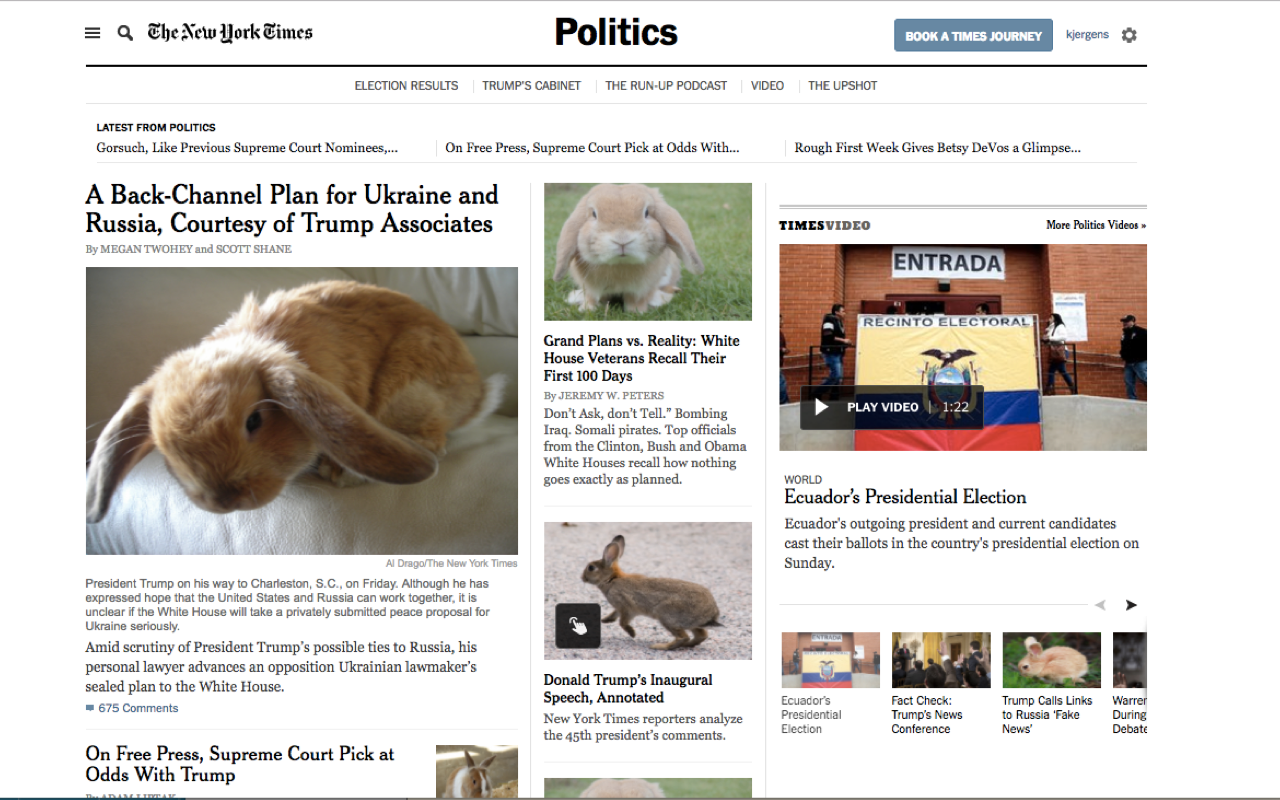 The New York Times
Politics
BOOK A TIMES JOURNEY
kjergens
ELECTION RESULTS
TRUMP'S CABINET
THE RUN-UP PODCAST
VIDEO
THE UPSHOT
LATEST FROM POLITICS
Gorsuch, Like Previous Supreme Court Nominees,...
On Free Press, Supreme Court Pick at Odds With...
Rough First Week Gives Betsy DeVos a Glimpse...
A Back-Channel Plan for Ukraine and
Russia, Courtesy of Trump Associates
By MEGAN TWOHEY and SCOTT SHANE
Al Drago/The New York Times
President Trump on his way to Charleston, S.C., on Friday. Although he has
expressed hope that the United States and Russia can work together, it is
unclear if the White House will take a privately submitted peace proposal for
Ukraine seriously.
Amid scrutiny of President Trump’s possible ties to Russia, his
personal lawyer advances an opposition Ukrainian lawmaker’s
sealed plan to the White House.
675 Comments
On Free Press, Supreme Court Pick at
Odds With Trump
By ADAM LIPTAK
Grand Plans vs. Reality: White
House Veterans Recall Their
First 100 Days
By JEREMY W. PETERS
Don’t Ask, don’t Tell.” Bombing
Iraq. Somali pirates. Top officials
from the Clinton, Bush and Obama
White Houses recall how nothing
goes exactly as planned.
Donald Trump’s Inaugural
Speech, Annotated
New York Times reporters analyze
the 45th president’s comments.
TIMESVIDEO
More Politics Videos »
ENTRADA
RECINTO ELECTORAL
PLAY VIDEO
1:22
WORLD
Ecuador’s Presidential Election
Ecuador's outgoing president and current candidates
cast their ballots in the country's presidential election on
Sunday.
ENTRADA
Ecuador’s
Presidential
Election
Fact Check:
Trump’s News
Conference
Trump Calls Links
to Russia ‘Fake
News’
Warren
During
Debate